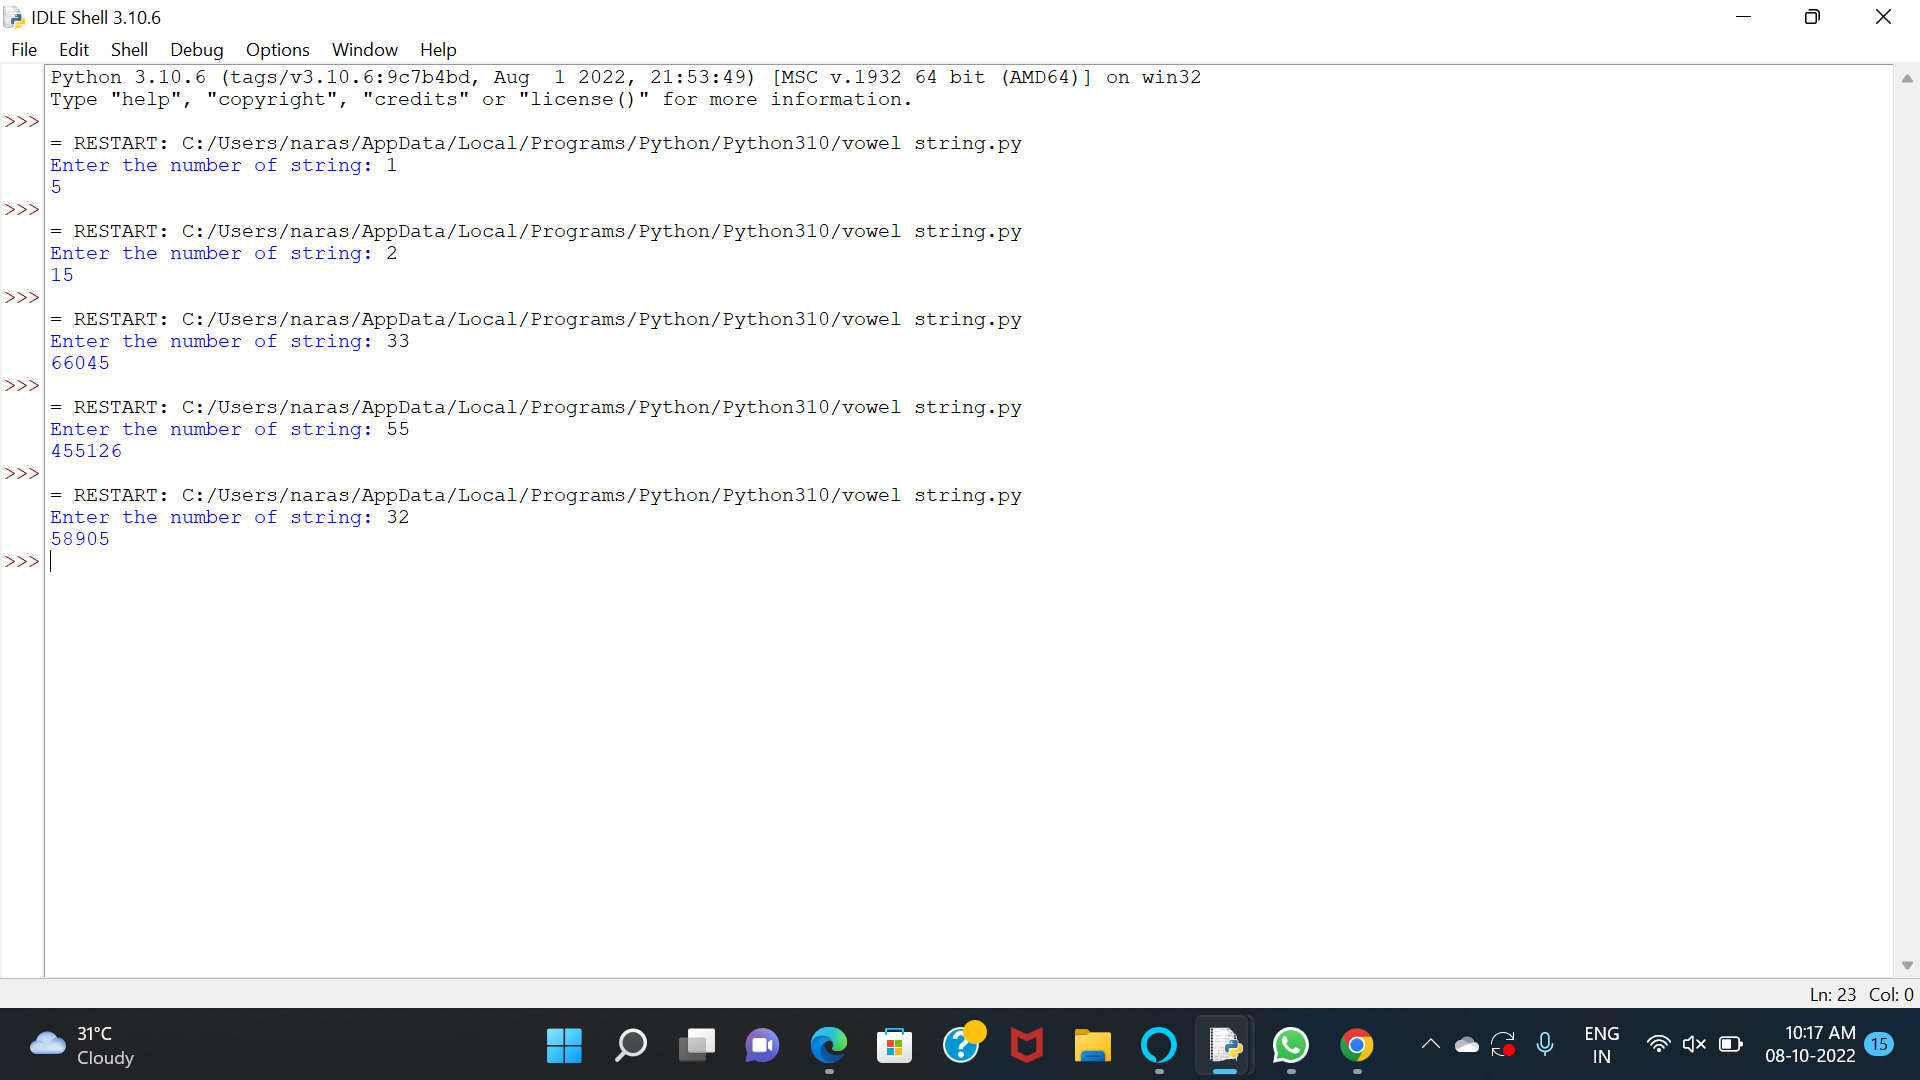 IDLE Shell 3.10.6
File Edit Shell Debug Options Window Help
Python 3.10.6 (tags/v3.10.6:9c7b4bd, Aug  1 2022, 21:53:49) [MSC v.1932 64 bit (AMD64)] on win32
Type "help", "copyright", "credits" or "license()" for more information.
>>>
= RESTART: C:/Users/naras/AppData/Local/Programs/Python/Python310/vowel string.py
Enter the number of string: 1
5
>>>
= RESTART: C:/Users/naras/AppData/Local/Programs/Python/Python310/vowel string.py
Enter the number of string: 2
15
>>>
= RESTART: C:/Users/naras/AppData/Local/Programs/Python/Python310/vowel string.py
Enter the number of string: 33
66045
>>>
= RESTART: C:/Users/naras/AppData/Local/Programs/Python/Python310/vowel string.py
Enter the number of string: 55
455126
>>>
= RESTART: C:/Users/naras/AppData/Local/Programs/Python/Python310/vowel string.py
Enter the number of string: 32
58905
>>>
Ln: 23 Col: 0
31°C
Cloudy
ENG
IN
10:17 AM
08-10-2022
15